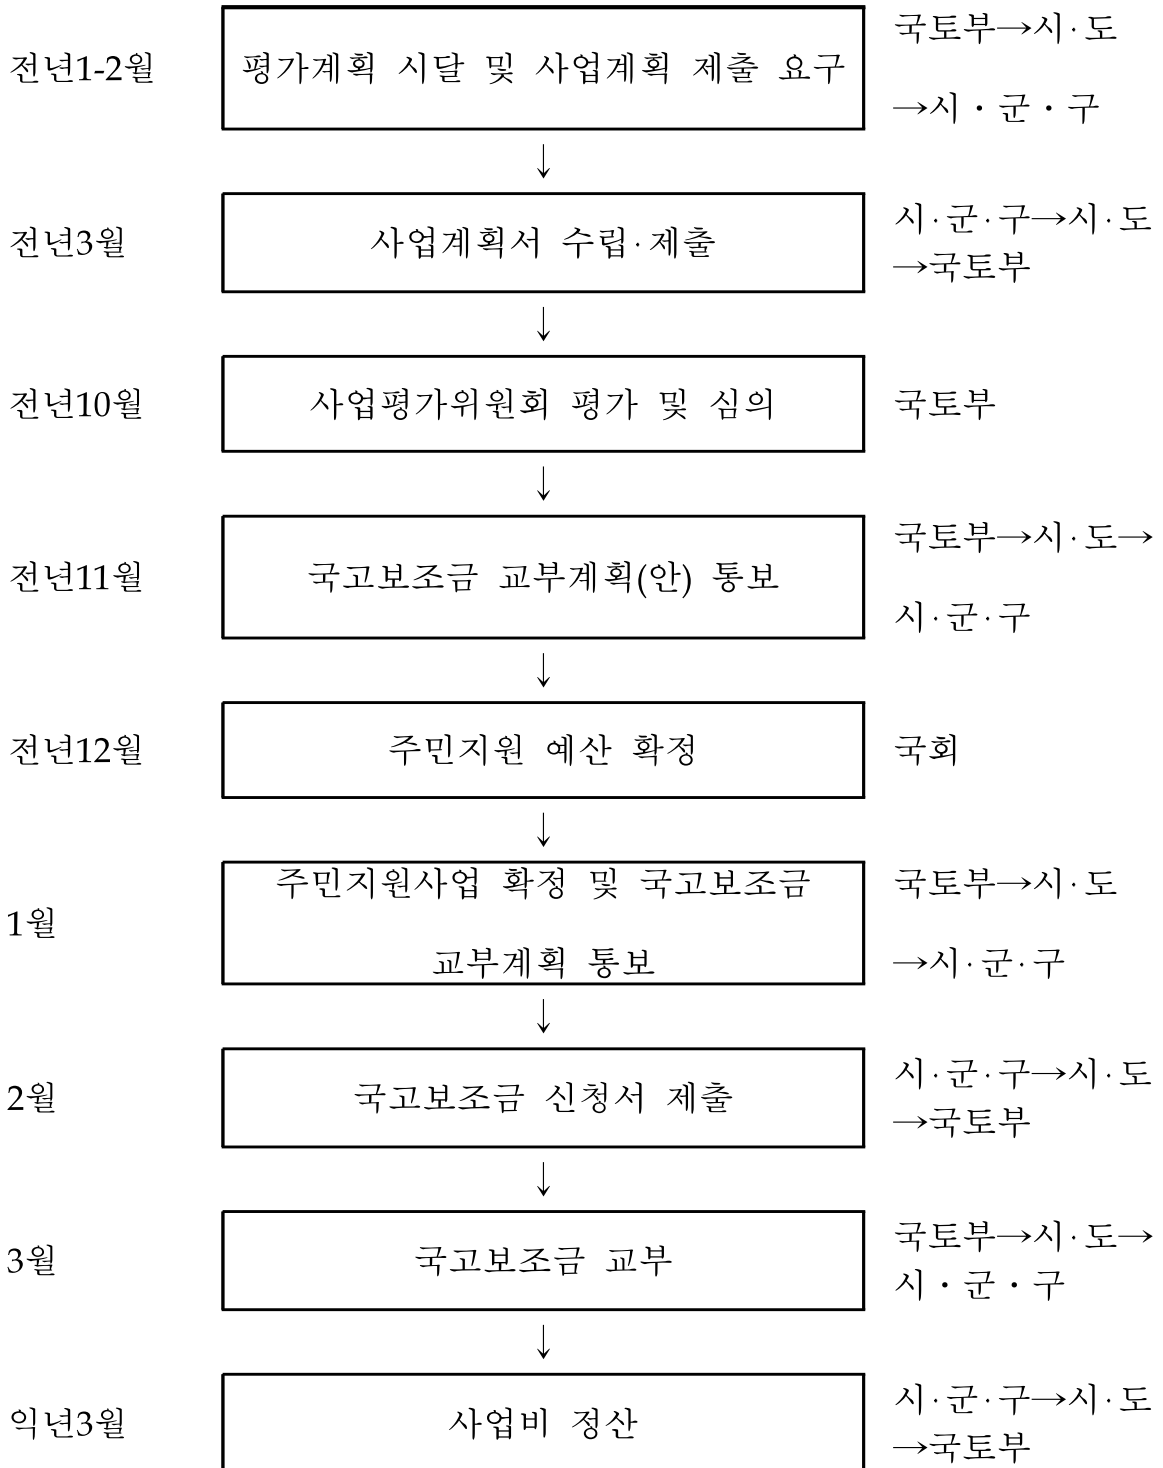 전년1-2월
평가계획 시달 및 사업계획 제출 요구
국토부→시·도
→시·군·구
↓
전년3월
사업계획서 수립·제출
시·군·구→시·도
→국토부
↓
전년10월
사업평가위원회 평가 및 심의
국토부
↓
전년11월
국고보조금 교부계획(안) 통보
국토부→시·도→
시·군·구
↓
전년12월
주민지원 예산 확정
국회
↓
1월
주민지원사업 확정 및 국고보조금
교부계획 통보
국토부→시·도
→시·군·구
↓
2월
국고보조금 신청서 제출
시·군·구→시·도
→국토부
↓
3월
국고보조금 교부
국토부→시·도→
시·군·구
↓
익년3월
사업비 정산
시·군·구→시·도
→국토부